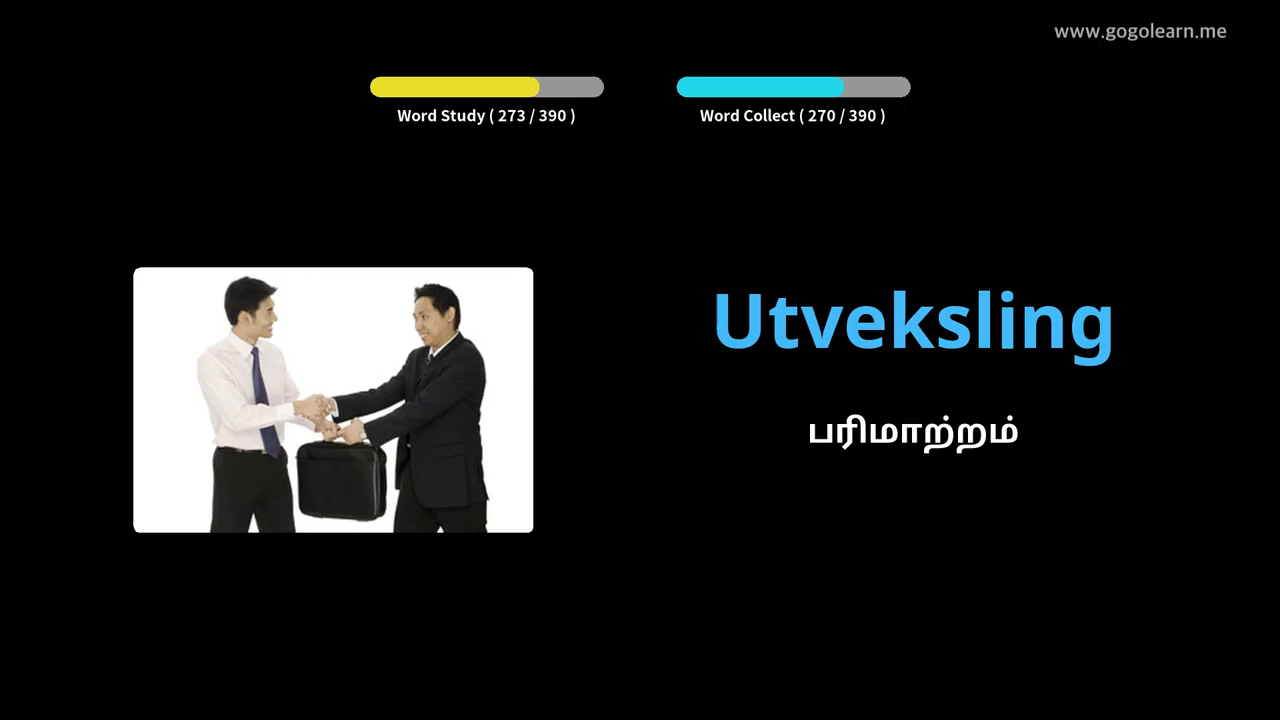 www.gogolearn.me
Word Study ( 273 / 390 )
Word Collect ( 270 / 390 )
Utveksling
பரிமாற்றம்